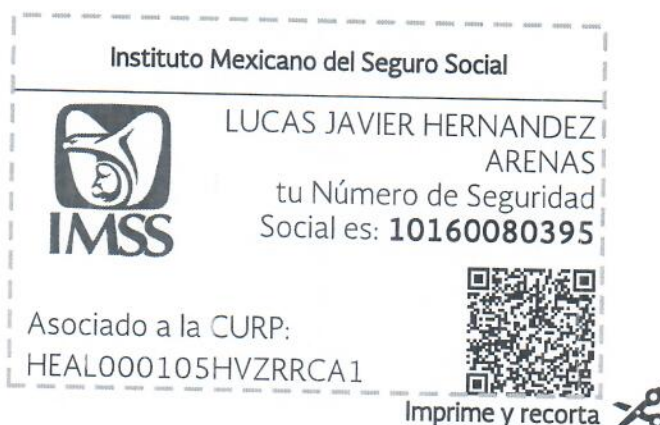 Instituto Mexicano del Seguro Social
LUCAS JAVIER HERNANDEZ
ARENAS
tu Número de Seguridad
Social es: 10160080395
IMSS
Asociado a la CURP:
HEAL000105HVZRRCA1
Imprime y recorta